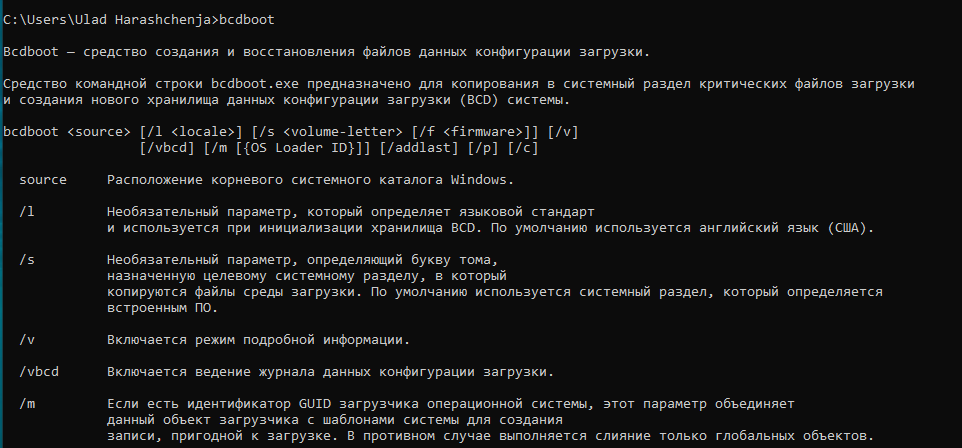 C:\Users\Ulad Harashchenja>bcdboot
Bcdboot – средство создания и восстановления файлов данных конфигурации загрузки.
Средство командной строки bcdboot.exe предназначено для копирования в системный раздел критических файлов загрузки
и создания нового хранилища данных конфигурации загрузки (BCD) системы.
bcdboot <source> [/l <locale>] [/s <volume-letter> [/f <firmware>]] [/v]
[/vbcd] [/m [{OS Loader ID}]] [/addlast] [/p] [/c]
source Расположение корневого системного каталога Windows.
/l Необязательный параметр, который определяет языковой стандарт
и используется при инициализации хранилища BCD. По умолчанию используется английский язык (США).
/s Необязательный параметр, определяющий букву тома,
назначенную целевому системному разделу, в который
копируются файлы среды загрузки. По умолчанию используется системный раздел, который определяется
встроенным ПО.
/v Включается режим подробной информации.
/vbcd Включается ведение журнала данных конфигурации загрузки.
/m Если есть идентификатор GUID загрузчика операционной системы, этот параметр объединяет
данный объект загрузчика с шаблонами системы для создания
записи, пригодной к загрузке. В противном случае выполняется слияние только глобальных объектов.